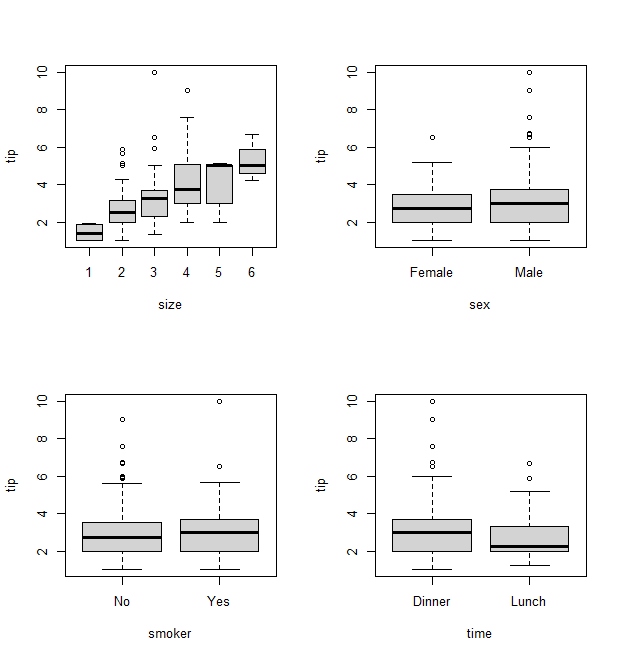 10
8
6
4
2
tip
1 2 3 4 5 6
size
10
8
6
4
2
tip
Female Male
sex
10
8
6
4
2
tip
No Yes
smoker
10
8
6
4
2
tip
Dinner Lunch
time